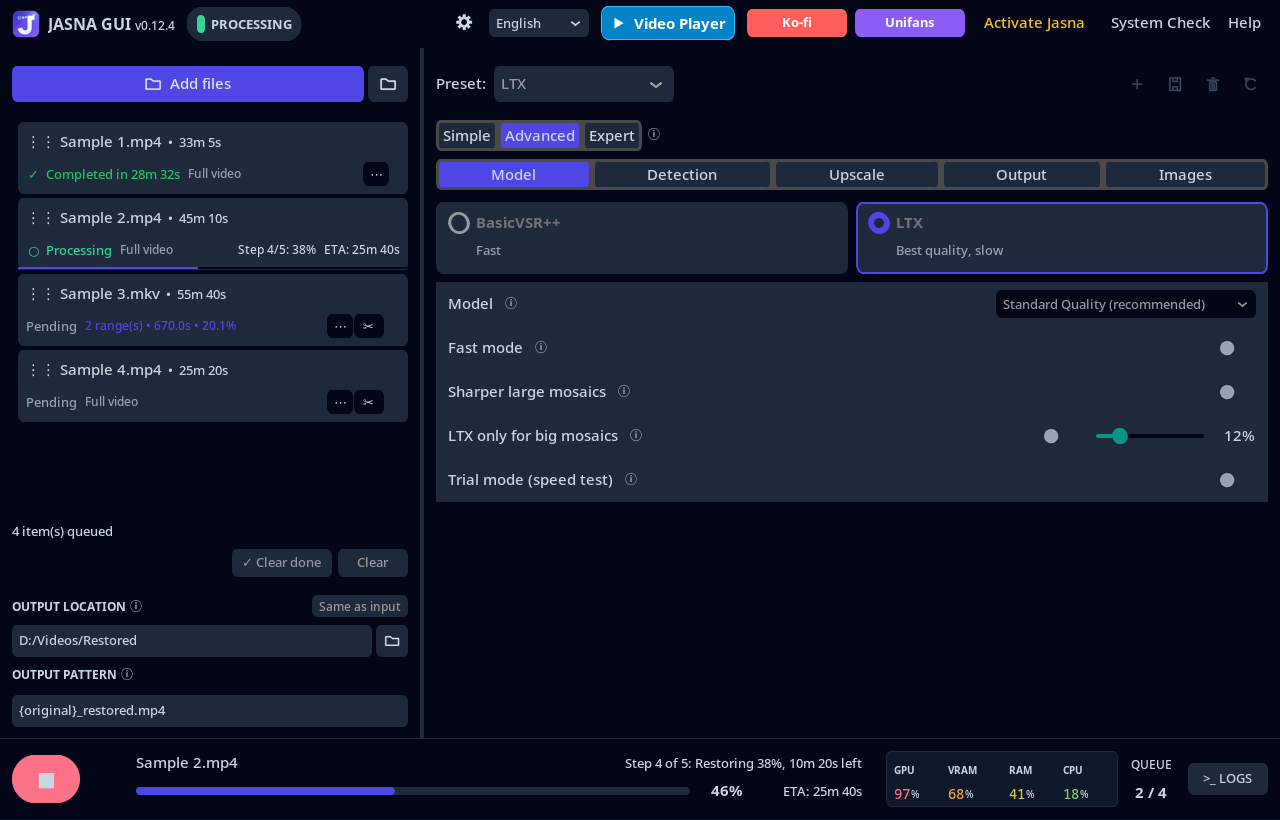 JASNA GUI v0.12.4 PROCESSING English Video Player Ko-fi Unifans Activate Jasna System Check Help
Add files
Sample 1.mp4 • 33m 5s
✓ Completed in 28m 32s Full video ...
Sample 2.mp4 • 45m 10s
Processing Full video Step 4/5: 38% ETA: 25m 40s
Sample 3.mkv • 55m 40s
Pending 2 range(s) • 670.0s • 20.1% ...
Sample 4.mp4 • 25m 20s
Pending Full video ...
4 item(s) queued
✓ Clear done Clear
OUTPUT LOCATION ⓘ Same as input
D:/Videos/Restored
OUTPUT PATTERN ⓘ
{original}_restored.mp4
Preset: LTX
Simple Advanced Expert ⓘ
Model Detection Upscale Output Images
BasicVSR++
Fast
LTX
Best quality, slow
Model ⓘ Standard Quality (recommended)
Fast mode ⓘ
Sharper large mosaics ⓘ
LTX only for big mosaics ⓘ 12%
Trial mode (speed test) ⓘ
Sample 2.mp4 Step 4 of 5: Restoring 38%, 10m 20s left
46% ETA: 25m 40s
GPU VRAM RAM CPU
97% 68% 41% 18%
QUEUE
2 / 4
>_ LOGS